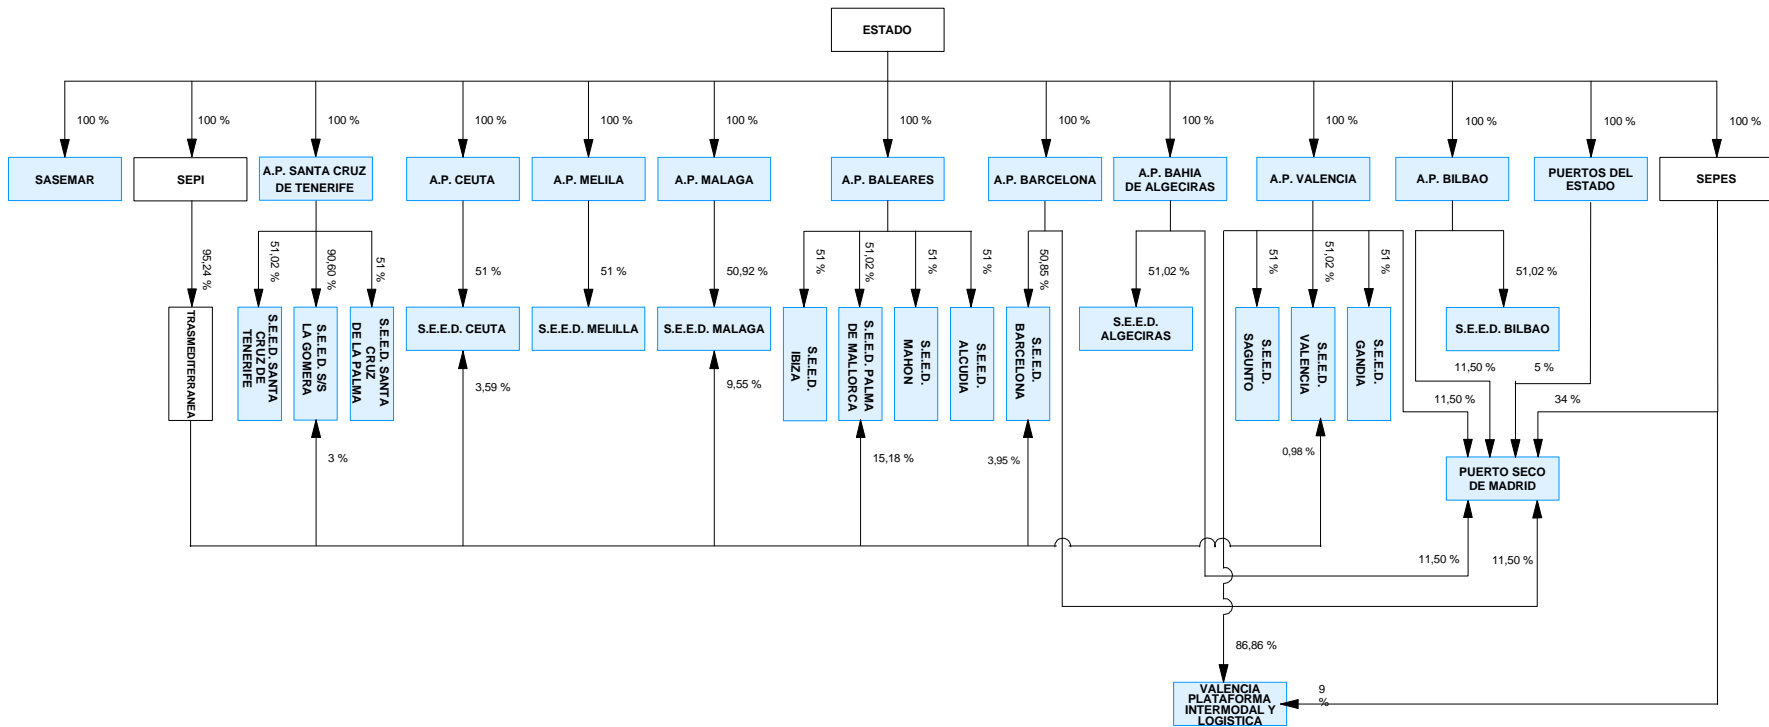 ESTADO
100 %
100 %
100 %
100 %
100 %
100 %
100 %
100 %
100 %
100 %
100 %
100 %
100 %
SASEMAR
SEPI
A.P. SANTA CRUZ
DE TENERIFE
A.P. CEUTA
A.P. MELILA
A.P. MALAGA
A.P. BALEARES
A.P. BARCELONA
A.P. BAHIA
DE ALGECIRAS
A.P. VALENCIA
A.P. BILBAO
PUERTOS DEL
ESTADO
SEPES
95,24 %
51,02 %
90,60 %
51 %
51 %
51 %
50,92 %
51 %
51,02 %
51 %
51 %
50,85 %
51,02 %
51 %
51,02 %
51 %
51,02 %
TRASMEDITERRANEA
S.E.E.D. SANTA
CRUZ DE
TENERIFE
S.E.E.D. S/S
LA GOMERA
S.E.E.D. SANTA
CRUZ
DE LA PALMA
S.E.E.D. CEUTA
S.E.E.D. MELILLA
S.E.E.D. MALAGA
S.E.E.D.
IBIZA
S.E.E.D. PALMA
DE MALLORCA
S.E.E.D.
MAHON
S.E.E.D.
ALCUDIA
S.E.E.D.
BARCELONA
S.E.E.D.
ALGECIRAS
S.E.E.D.
SAGUNTO
S.E.E.D.
VALENCIA
S.E.E.D.
GANDIA
S.E.E.D. BILBAO
3,59 %
9,55 %
11,50 %
5 %
11,50 %
34 %
3 %
15,18 %
3,95 %
0,98 %
PUERTO SECO
DE MADRID
11,50 %
11,50 %
86,86 %
9
%
VALENCIA
PLATAFORMA
INTERMODAL Y
LOGISTICA